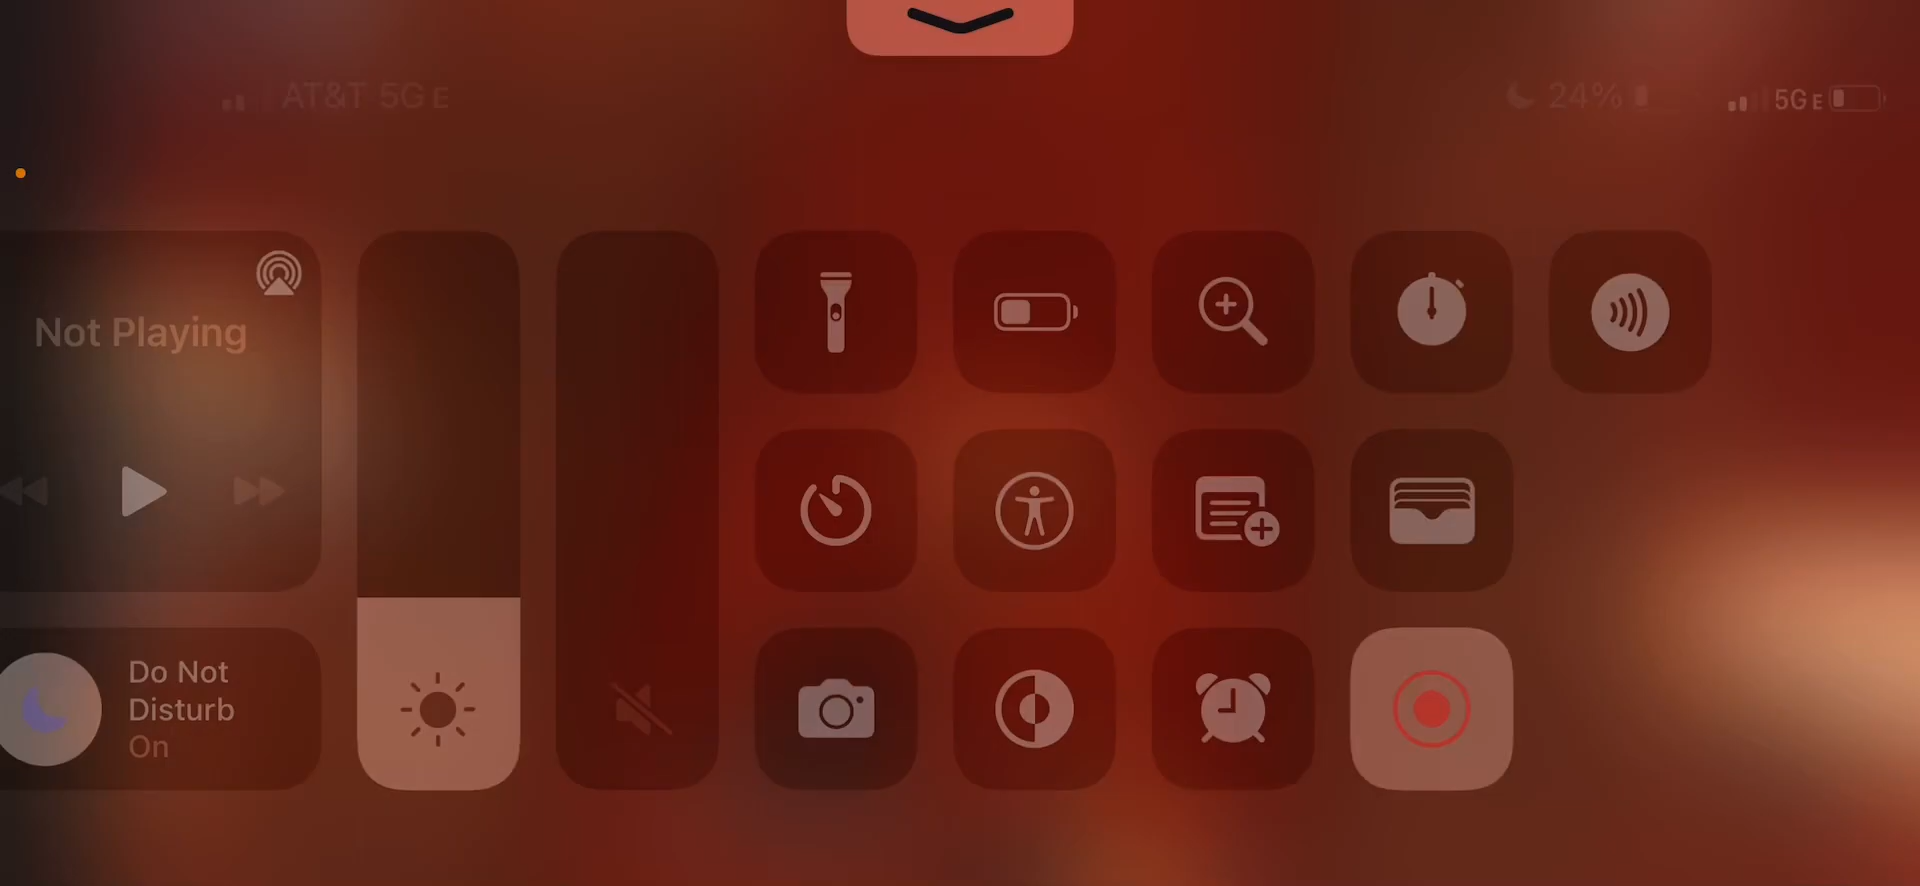 AT&T 5G E
24%
5G E
Not Playing
Do Not
Disturb
On